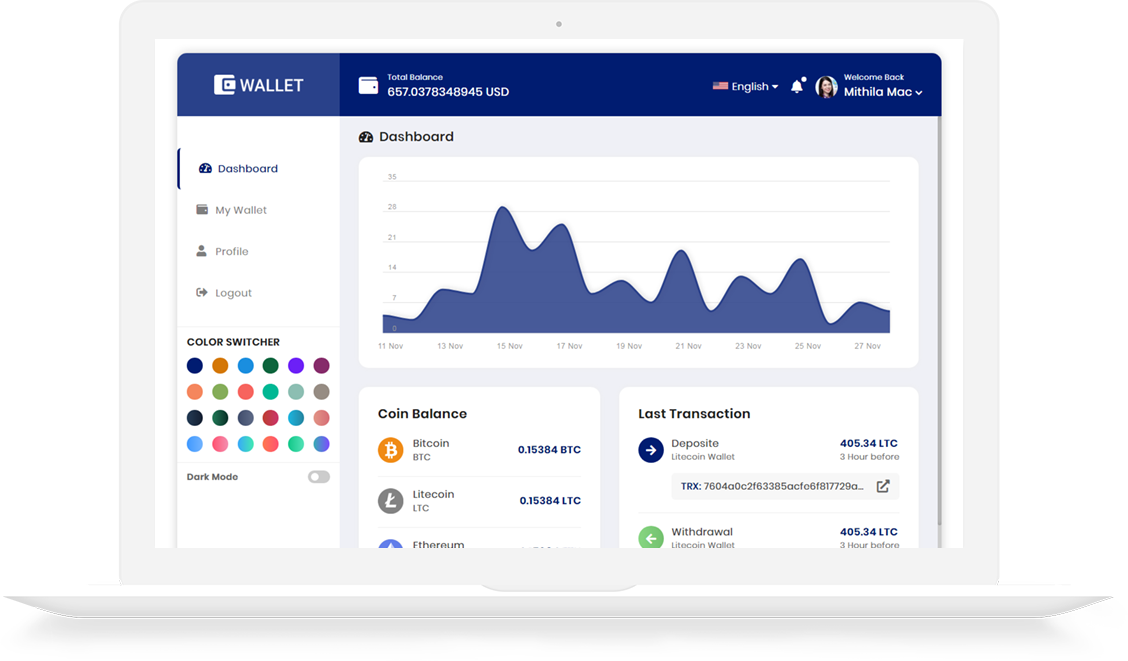 WALLET
Total Balance
657.0378348945 USD
English
Welcome Back
Mithila Mac
Dashboard
My Wallet
Profile
Logout
COLOR SWITCHER
Dark Mode
Dashboard
35
28
21
14
7
0
11 Nov 13 Nov 15 Nov 17 Nov 19 Nov 21 Nov 23 Nov 25 Nov 27 Nov
Coin Balance
Bitcoin
BTC
0.15384 BTC
Litecoin
LTC
0.15384 LTC
Ethereum
Last Transaction
Deposite
Litecoin Wallet
405.34 LTC
3 Hour before
TRX: 7604a0c2f63385acfo6f817729a...
Withdrawal
Litecoin Wallet
405.34 LTC
3 Hour before